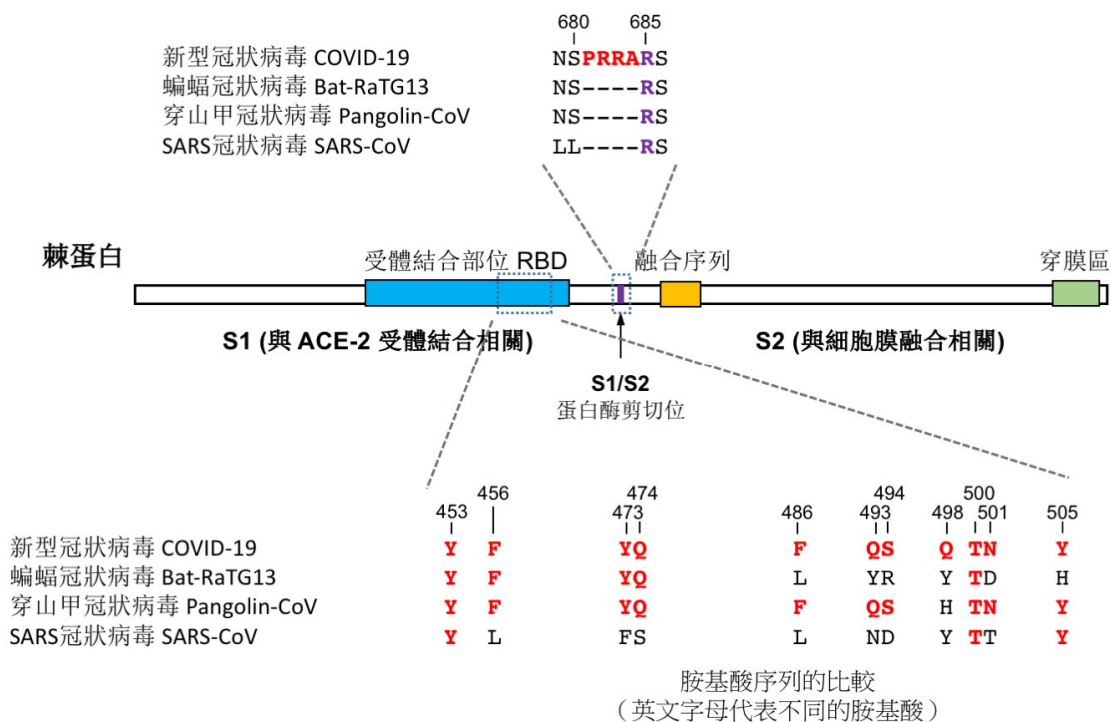 680 685
新型冠狀病毒 COVID-19 NSPRRARS
蝙蝠冠狀病毒 Bat-RaTG13 NS----RS
穿山甲冠狀病毒 Pangolin-CoV NS----RS
SARS冠狀病毒 SARS-CoV LL----RS
棘蛋白
受體結合部位 RBD 融合序列 穿膜區
S1 (與 ACE-2 受體結合相關) S2 (與細胞膜融合相關)
S1/S2
蛋白酶剪切位
456 474 494 500
453 473 486 493 498 501 505
新型冠狀病毒 COVID-19 Y F YQ F QS Q TN Y
蝙蝠冠狀病毒 Bat-RaTG13 Y F YQ L YR Y TD H
穿山甲冠狀病毒 Pangolin-CoV Y F YQ F QS H TN Y
SARS冠狀病毒 SARS-CoV Y L FS L ND Y TT Y
胺基酸序列的比較
（英文字母代表不同的胺基酸）